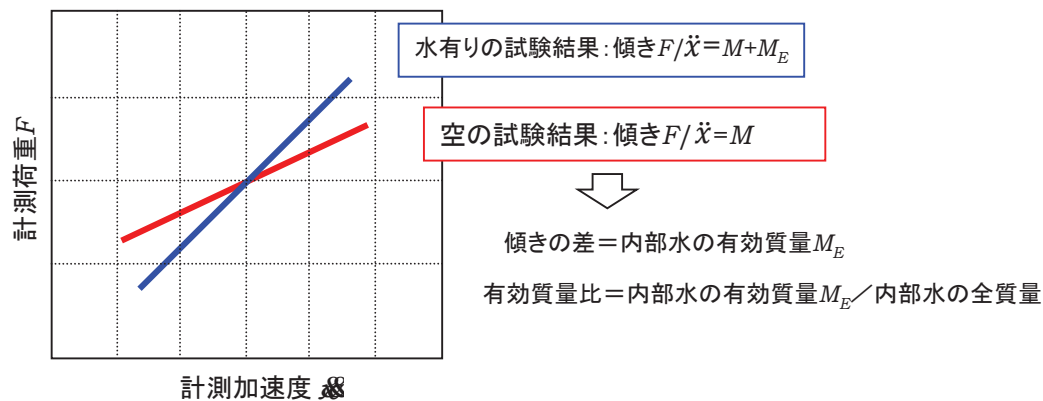 水有りの試験結果:傾きF/ẍ=M+M_E
空の試験結果:傾きF/ẍ=M
計測荷重F
傾きの差=内部水の有効質量M_E
有効質量比=内部水の有効質量M_E/内部水の全質量
計測加速度